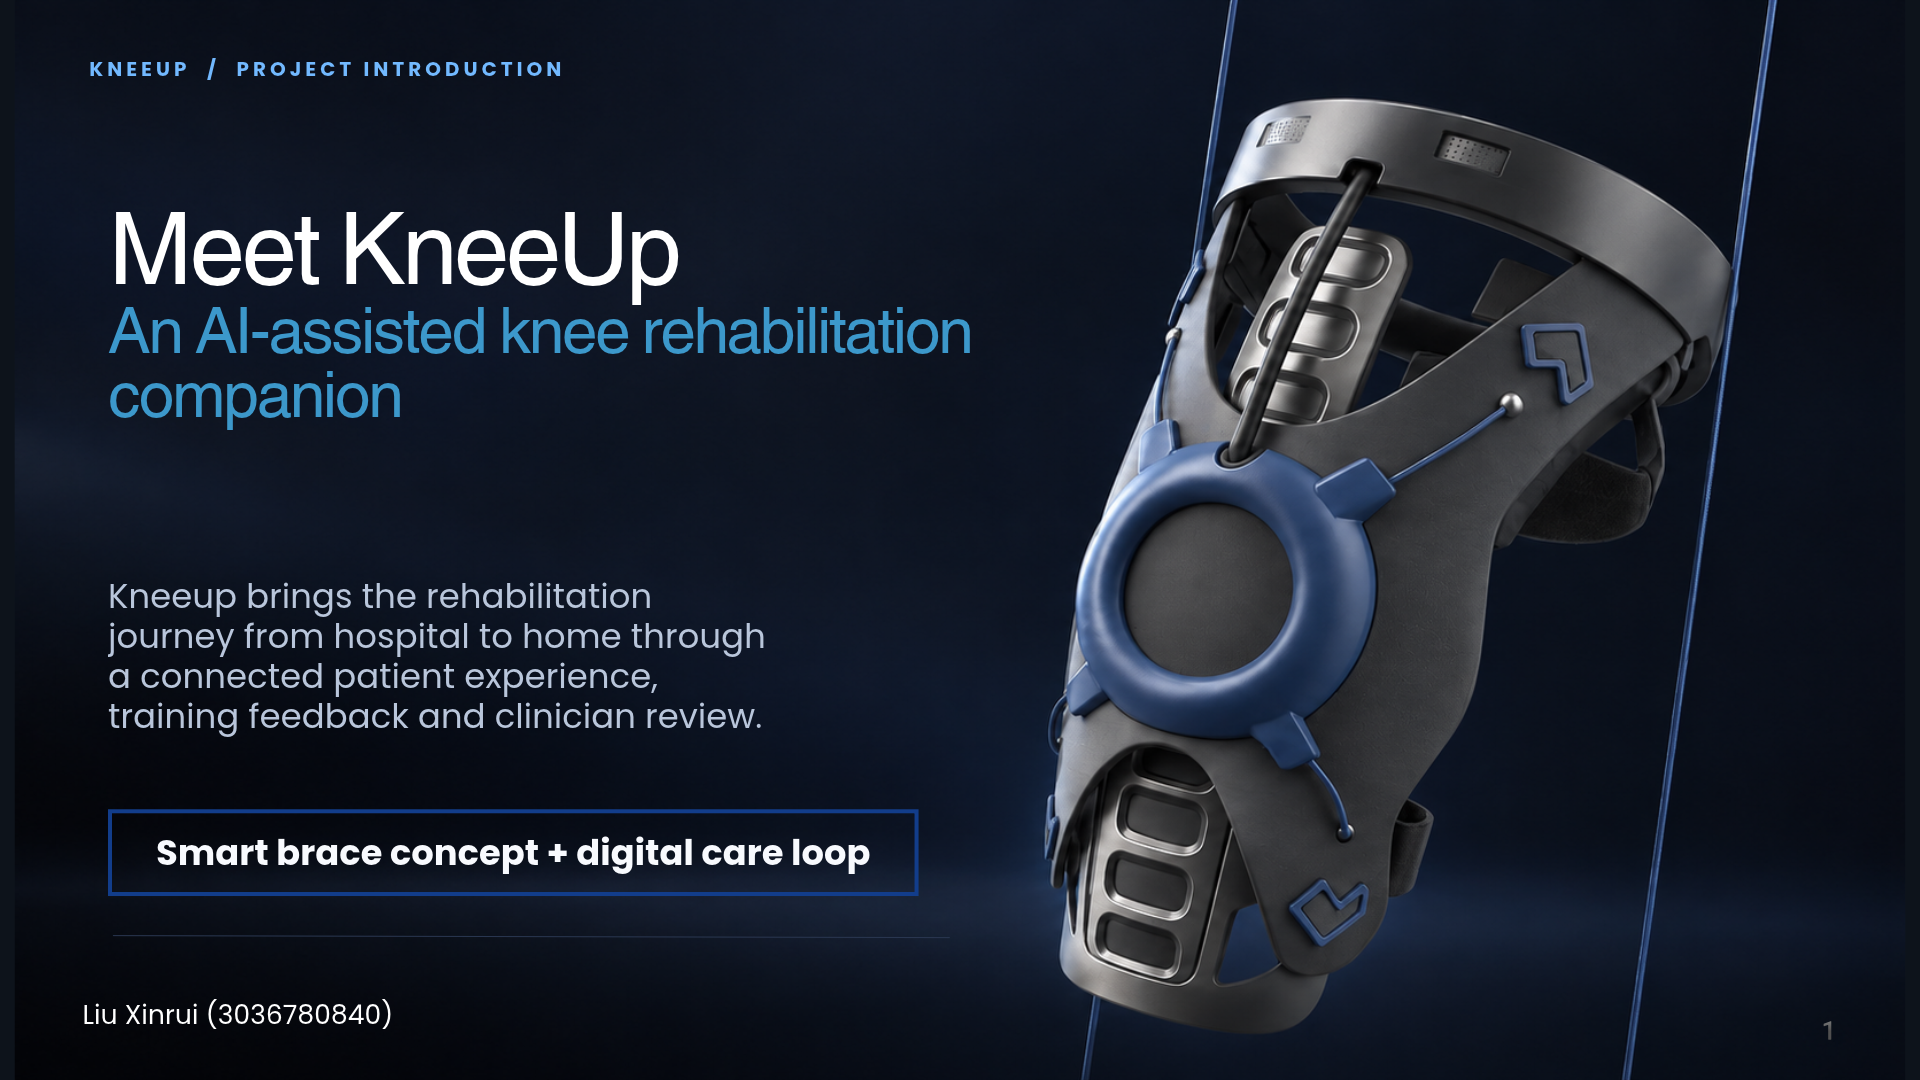 KNEEUP / PROJECT INTRODUCTION
Meet KneeUp
An AI-assisted knee rehabilitation
companion
Kneeup brings the rehabilitation
journey from hospital to home through
a connected patient experience,
training feedback and clinician review.
Smart brace concept + digital care loop
Liu Xinrui (3036780840)
1